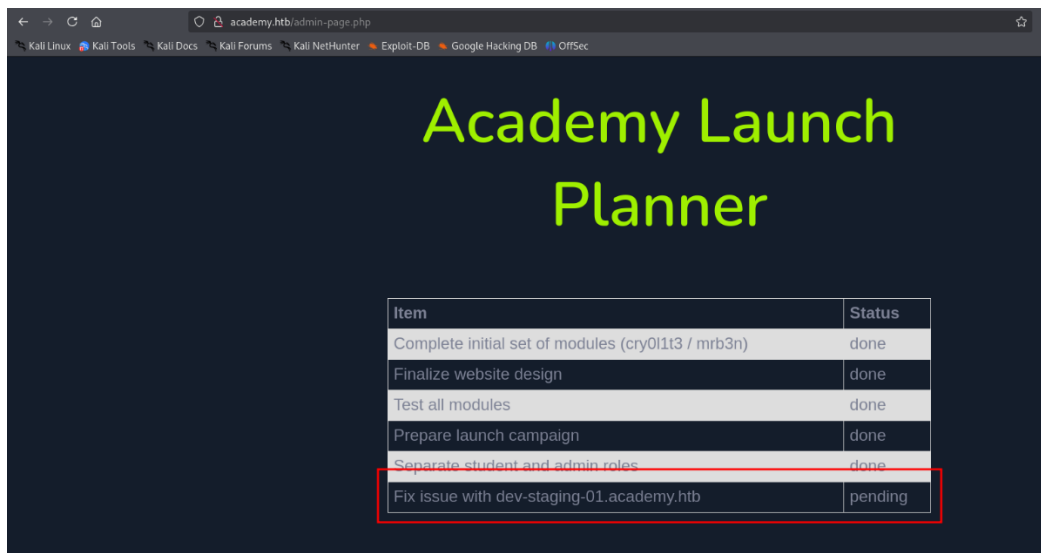 academy.htb/admin-page.php
Kali Linux Kali Tools Kali Docs Kali Forums Kali NetHunter Exploit-DB Google Hacking DB OffSec
Academy Launch
Planner
Item Status
Complete initial set of modules (cry0l1t3 / mrb3n) done
Finalize website design done
Test all modules done
Prepare launch campaign done
Separate student and admin roles done
Fix issue with dev-staging-01.academy.htb pending